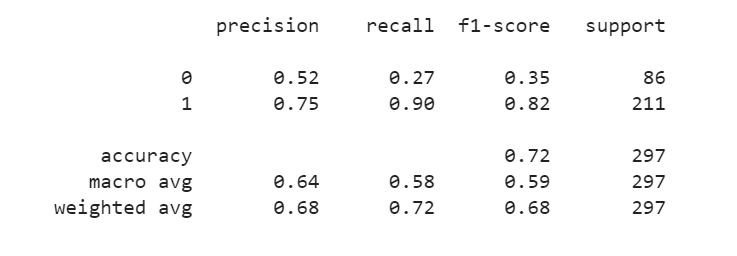 precision recall f1-score support
0 0.52 0.27 0.35 86
1 0.75 0.90 0.82 211
accuracy 0.72 297
macro avg 0.64 0.58 0.59 297
weighted avg 0.68 0.72 0.68 297